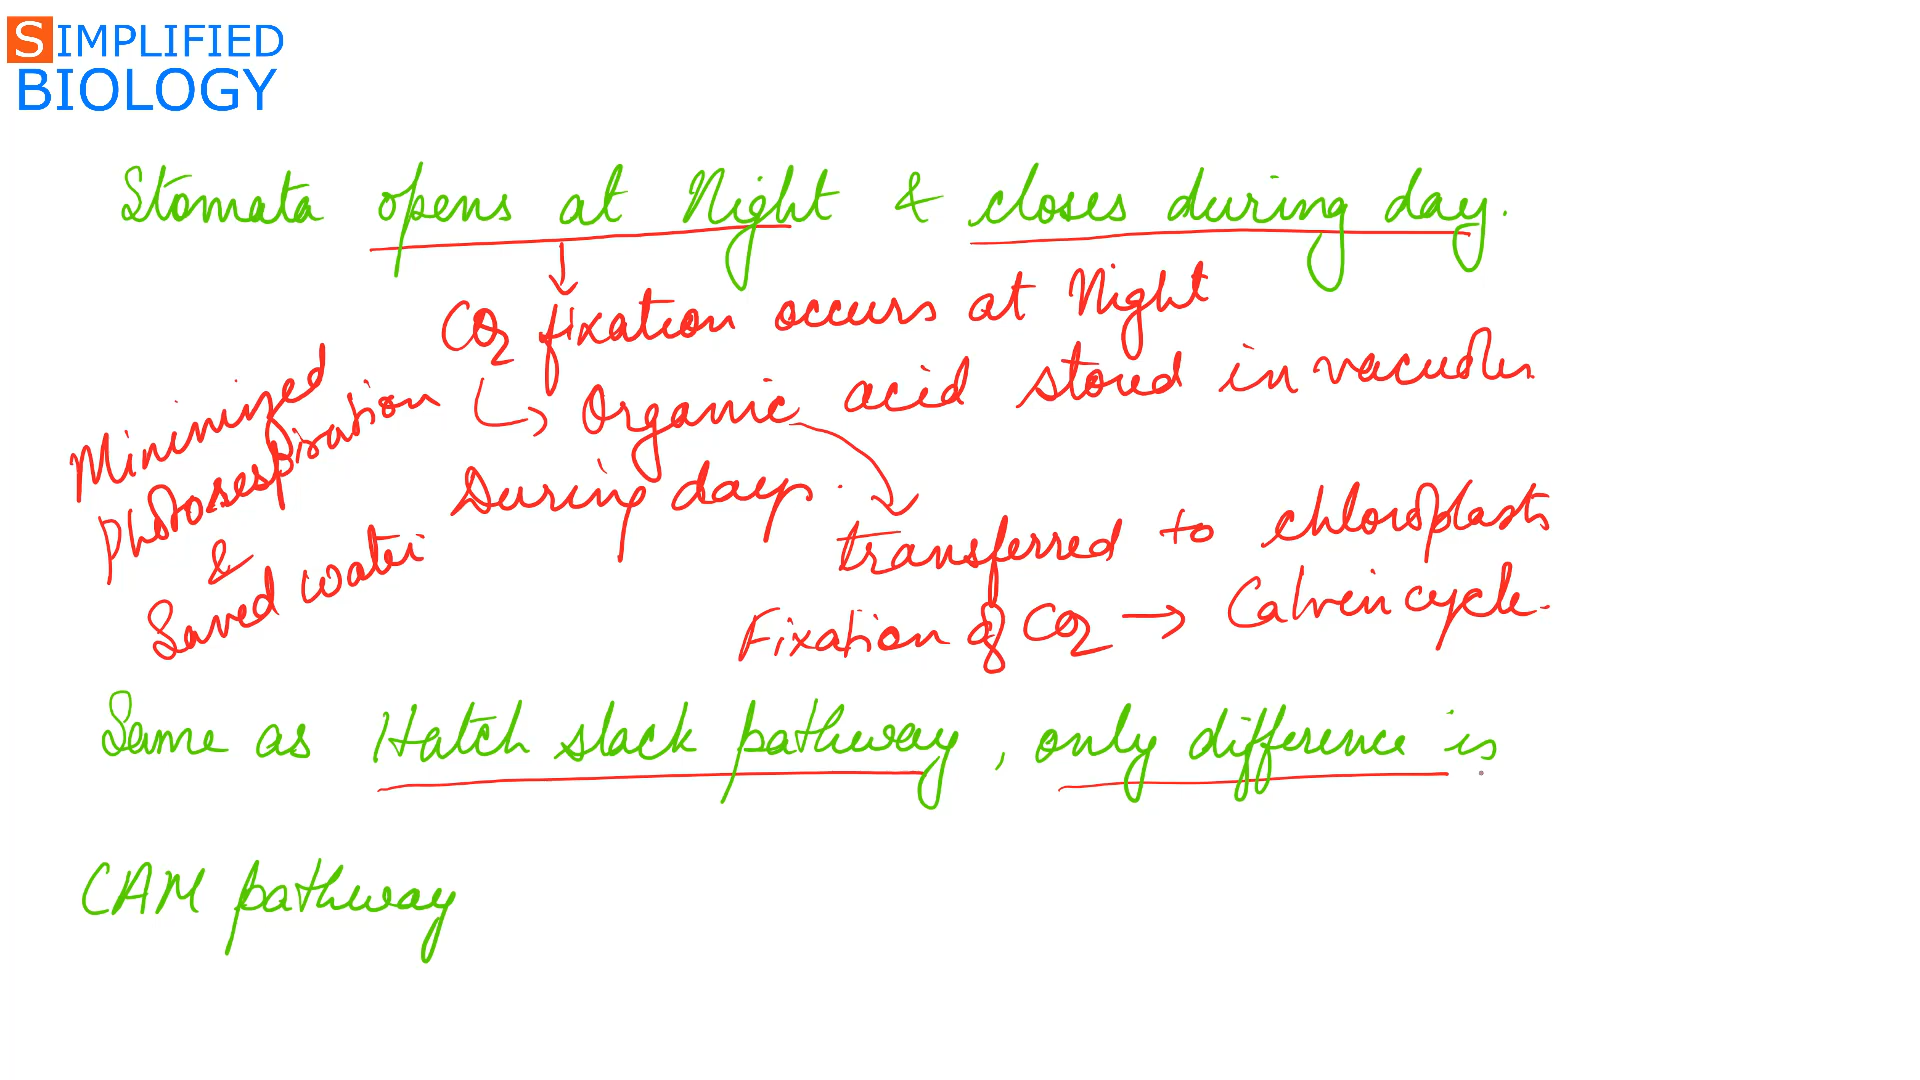 SIMPLIFIED
BIOLOGY
Stomata opens at Night & closes during day.
CO2 fixation occurs at Night
Organic acid stored in vacuoles
During day.
transferred to chloroplasts
Fixation of CO2 → Calvin cycle.
Minimized
Photorespiration
&
Saved water
Same as Hatch slack pathway, only difference is
CAM pathway